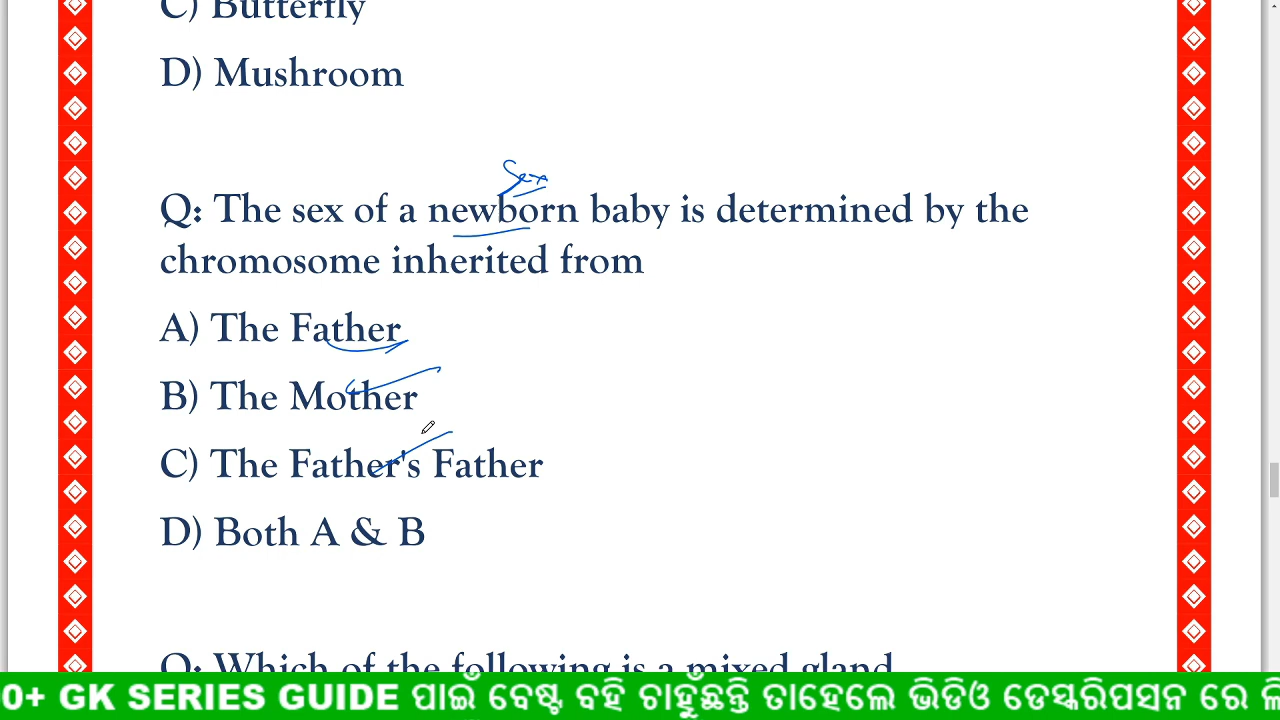 C) Butterfly
D) Mushroom
Sex
Q: The sex of a newborn baby is determined by the
chromosome inherited from
A) The Father
B) The Mother
C) The Father's Father
D) Both A & B
Q: Which of the following is a mixed gland
0+ GK SERIES GUIDE ପାଇଁ ବେଷ୍ଟ ବହି ଚାହୁଁଛନ୍ତି ତାହେଲେ ଭିଡିଓ ଡେସ୍କରିପସନ ରେ ଲି